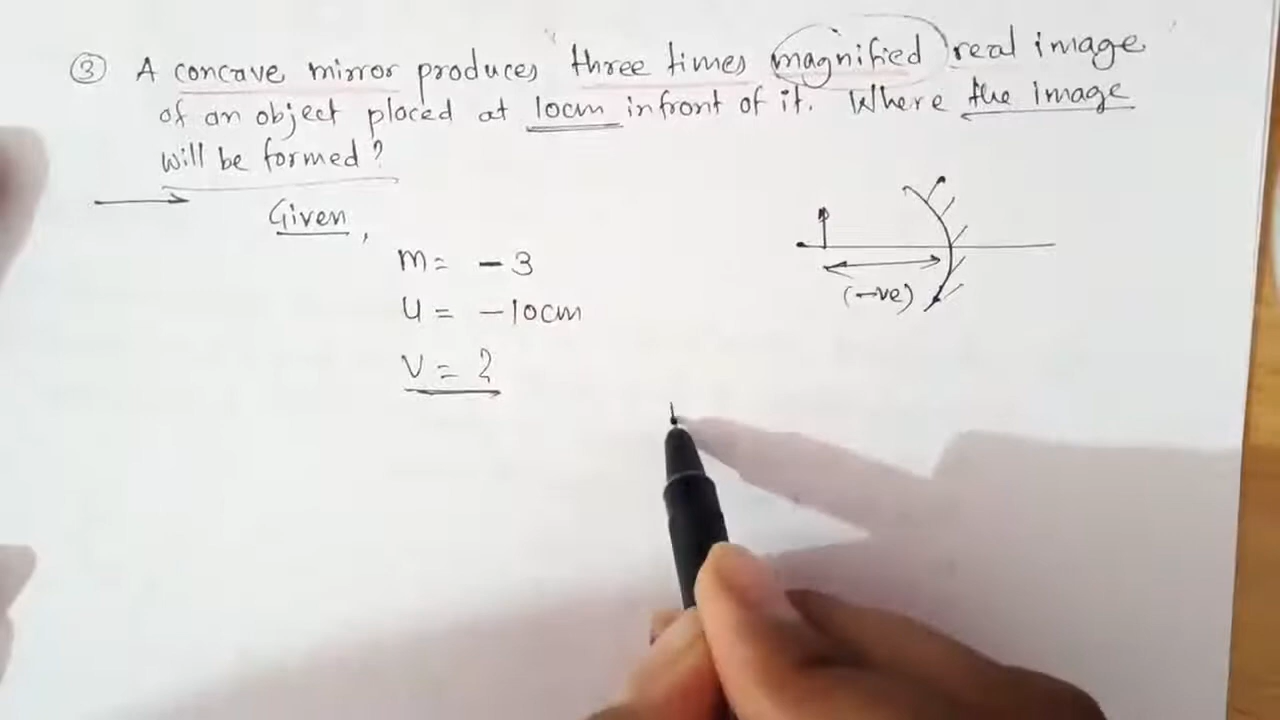 ③ A concave mirror produces three times magnified real image
of an object placed at 10cm infront of it. Where the image
will be formed?
Given,
m = - 3
u = - 10cm
v = ?
(-ve)